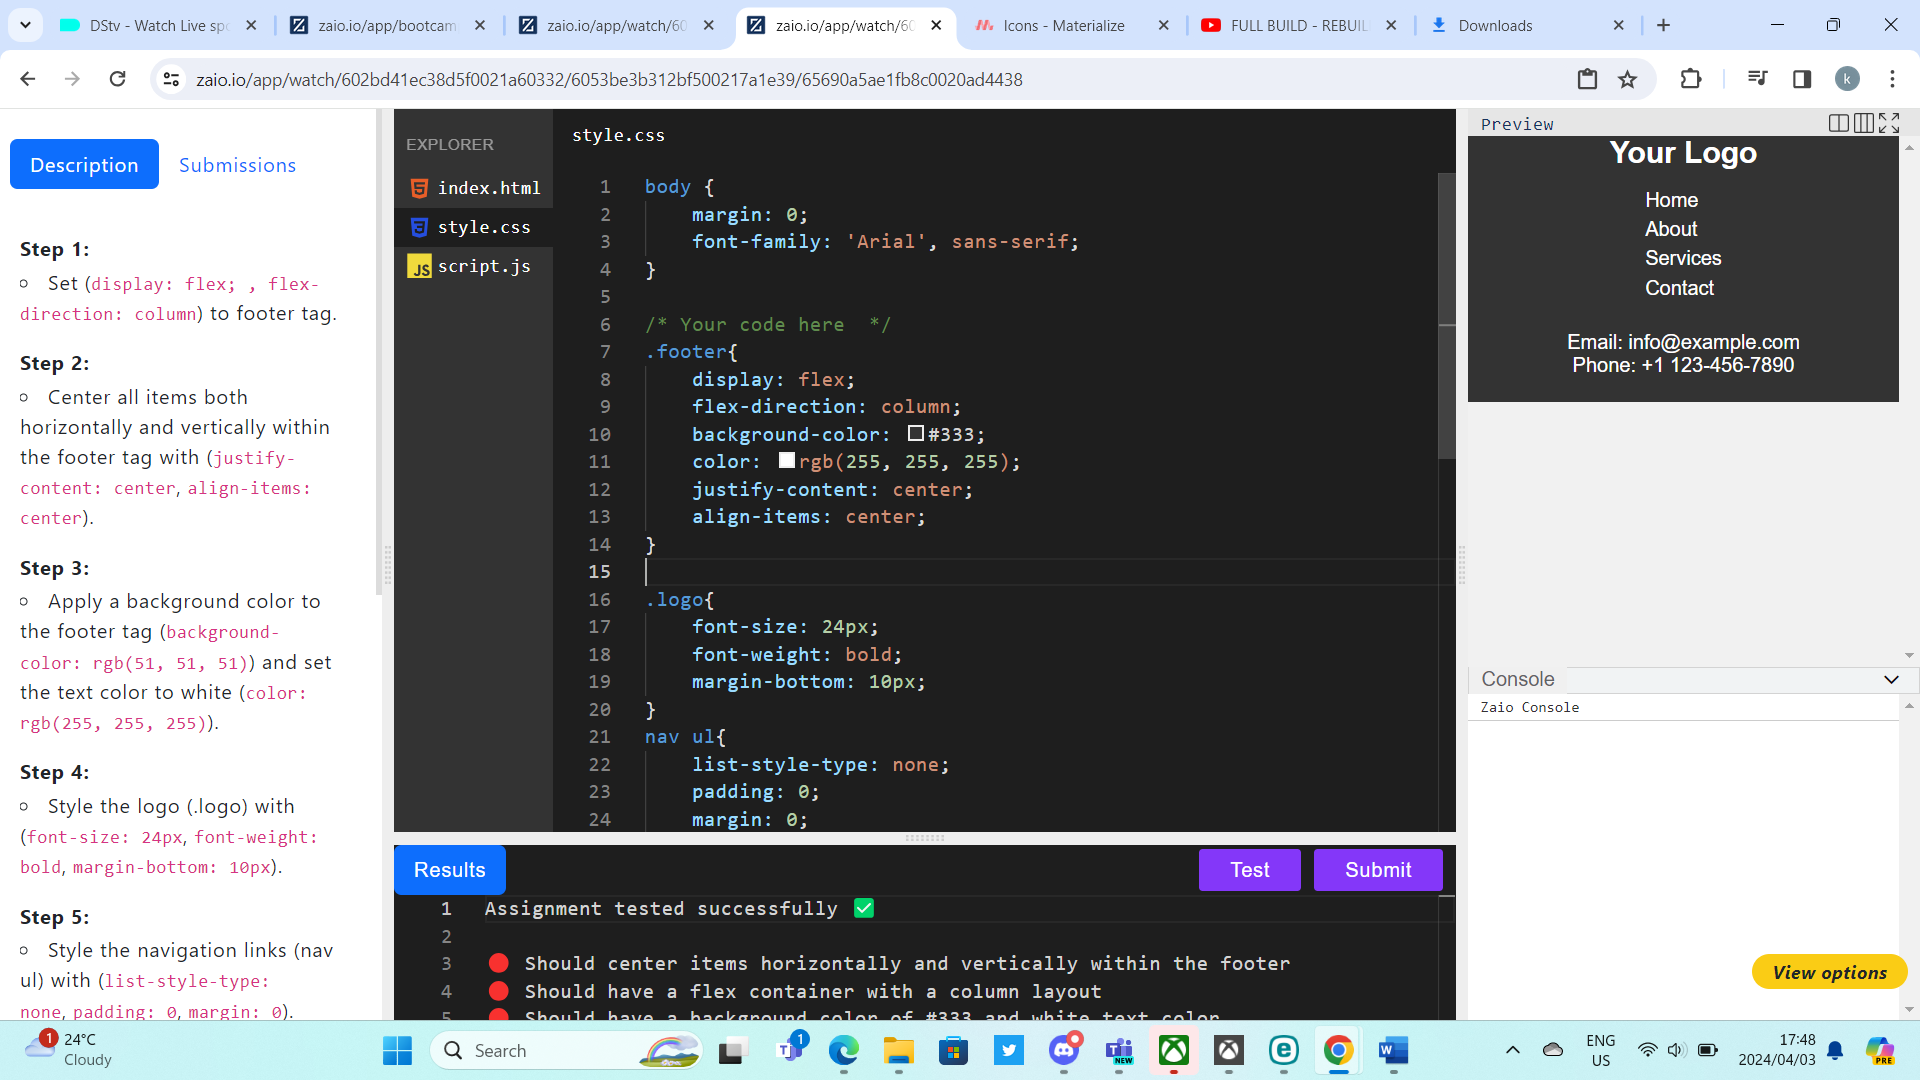 DStv - Watch Live spo
zaio.io/app/bootcam
zaio.io/app/watch/60
zaio.io/app/watch/60
Icons - Materialize
FULL BUILD - REBUIL
Downloads
zaio.io/app/watch/602bd41ec38d5f0021a60332/6053be3b312bf500217a1e39/65690a5ae1fb8c0020ad4438
k
Description
Submissions
Step 1:
Set (display: flex; , flex-
direction: column) to footer tag.
Step 2:
Center all items both
horizontally and vertically within
the footer tag with (justify-
content: center, align-items:
center).
Step 3:
Apply a background color to
the footer tag (background-
color: rgb(51, 51, 51)) and set
the text color to white (color:
rgb(255, 255, 255)).
Step 4:
Style the logo (.logo) with
(font-size: 24px, font-weight:
bold, margin-bottom: 10px).
Step 5:
Style the navigation links (nav
ul) with (list-style-type:
none, padding: 0, margin: 0).
EXPLORER
index.html
style.css
JS script.js
style.css
1 body {
2 margin: 0;
3 font-family: 'Arial', sans-serif;
4 }
5
6 /* Your code here */
7 .footer{
8 display: flex;
9 flex-direction: column;
10 background-color: #333;
11 color: rgb(255, 255, 255);
12 justify-content: center;
13 align-items: center;
14 }
15
16 .logo{
17 font-size: 24px;
18 font-weight: bold;
19 margin-bottom: 10px;
20 }
21 nav ul{
22 list-style-type: none;
23 padding: 0;
24 margin: 0;
Results
Test
Submit
1 Assignment tested successfully ✅
2
3 🔴 Should center items horizontally and vertically within the footer
4 🔴 Should have a flex container with a column layout
5 🔴 Should have a background color of #333 and white text color
Preview
Your Logo
Home
About
Services
Contact
Email: info@example.com
Phone: +1 123-456-7890
Console
Zaio Console
View options
1
24°C
Cloudy
Search
1
NEW
ENG
US
17:48
2024/04/03
PRE